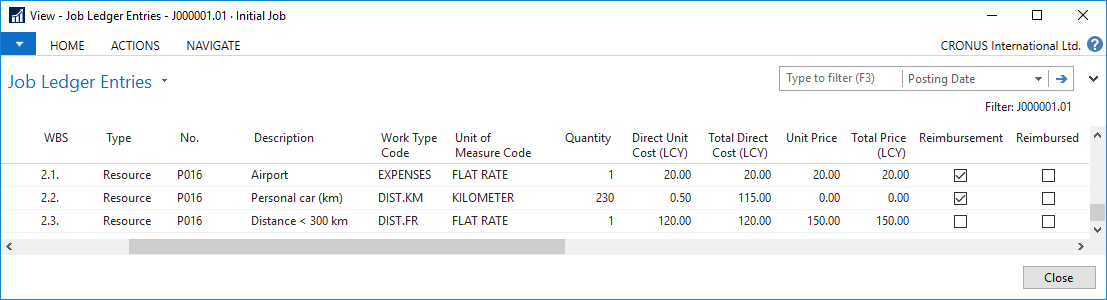 View - Job Ledger Entries - J000001.01 · Initial Job
HOME ACTIONS NAVIGATE CRONUS International Ltd. ?
Job Ledger Entries
Type to filter (F3) Posting Date
Filter: J000001.01
WBS Type No. Description Work Type Code Unit of Measure Code Quantity Direct Unit Cost (LCY) Total Direct Cost (LCY) Unit Price Total Price (LCY) Reimbursement Reimbursed
2.1. Resource P016 Airport EXPENSES FLAT RATE 1 20.00 20.00 20.00 20.00
2.2. Resource P016 Personal car (km) DIST.KM KILOMETER 230 0.50 115.00 0.00 0.00
2.3. Resource P016 Distance < 300 km DIST.FR FLAT RATE 1 120.00 120.00 150.00 150.00
Close